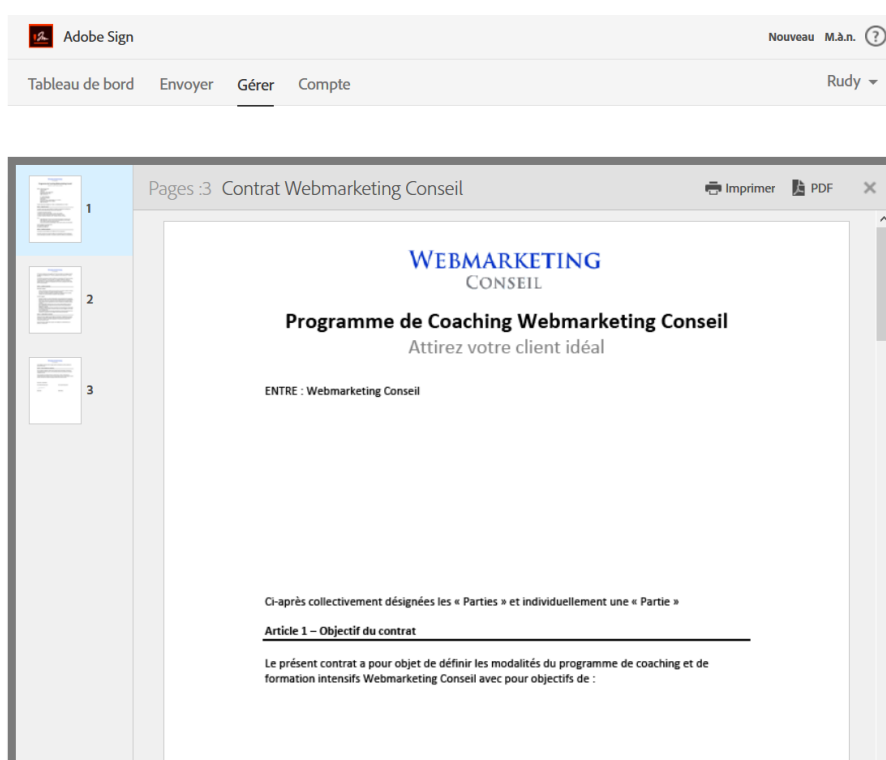 Adobe Sign
Nouveau M.à.n. ?
Tableau de bord Envoyer Gérer Compte
Rudy
Pages :3 Contrat Webmarketing Conseil
Imprimer PDF
1
2
3
WEBMARKETING
CONSEIL
Programme de Coaching Webmarketing Conseil
Attirez votre client idéal
ENTRE : Webmarketing Conseil
Ci-après collectivement désignées les « Parties » et individuellement une « Partie »
Article 1 – Objectif du contrat
Le présent contrat a pour objet de définir les modalités du programme de coaching et de
formation intensifs Webmarketing Conseil avec pour objectifs de :